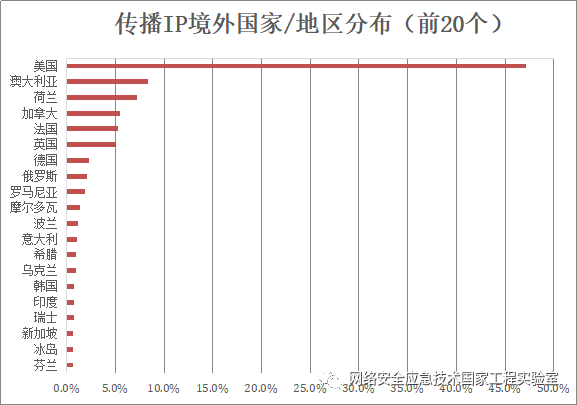 传播IP境外国家/地区分布（前20个）
美国
澳大利亚
荷兰
加拿大
法国
英国
德国
俄罗斯
罗马尼亚
摩尔多瓦
波兰
意大利
希腊
乌克兰
韩国
印度
瑞士
新加坡
冰岛
芬兰
0.0% 5.0% 10.0% 15.0% 20.0% 25.0% 30.0% 35.0% 40.0% 45.0% 50.0%
网络安全应急技术国家工程实验室